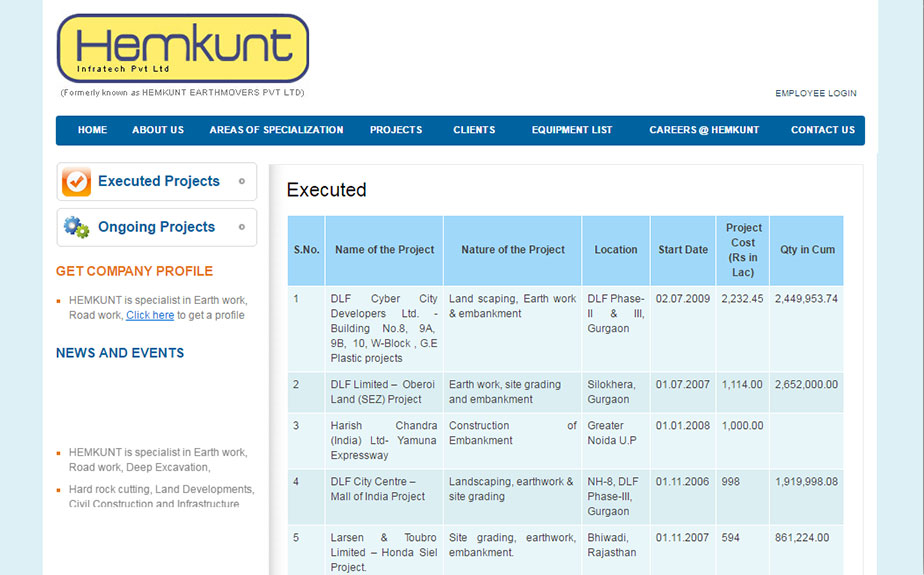 Hemkunt
Infratech Pvt Ltd
(Formerly known as HEMKUNT EARTHMOVERS PVT LTD)
EMPLOYEE LOGIN
HOME ABOUT US AREAS OF SPECIALIZATION PROJECTS CLIENTS EQUIPMENT LIST CAREERS @ HEMKUNT CONTACT US
Executed Projects
Ongoing Projects
GET COMPANY PROFILE
HEMKUNT is specialist in Earth work,
Road work, Click here to get a profile
NEWS AND EVENTS
HEMKUNT is specialist in Earth work,
Road work, Deep Excavation,
Hard rock cutting, Land Developments,
Civil Construction and Infrastructure
Executed
S.No. Name of the Project Nature of the Project Location Start Date Project
Cost
(Rs in
Lac) Qty in Cum
1 DLF Cyber City
Developers Ltd. -
Building No.8, 9A,
9B, 10, W-Block , G.E
Plastic projects
Land scaping, Earth work
& embankment
DLF Phase-
II & III,
Gurgaon
02.07.2009 2,232.45 2,449,953.74
2 DLF Limited – Oberoi
Land (SEZ) Project
Earth work, site grading
and embankment
Silokhera,
Gurgaon
01.07.2007 1,114.00 2,652,000.00
3 Harish Chandra
(India) Ltd- Yamuna
Expressway
Construction of
Embankment
Greater
Noida U.P
01.01.2008 1,000.00
4 DLF City Centre –
Mall of India Project
Landscaping, earthwork &
site grading
NH-8, DLF
Phase-III,
Gurgaon
01.11.2006 998 1,919,998.08
5 Larsen & Toubro
Limited – Honda Siel
Project.
Site grading, earthwork,
embankment.
Bhiwadi,
Rajasthan
01.11.2007 594 861,224.00